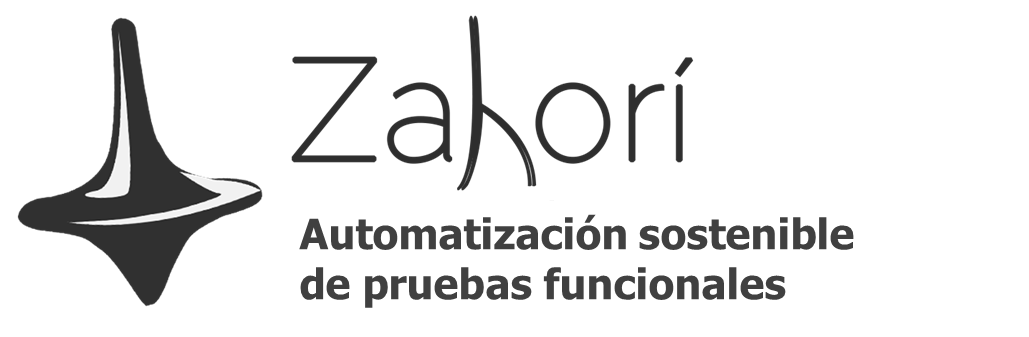 Zahorí
Automatización sostenible
de pruebas funcionales